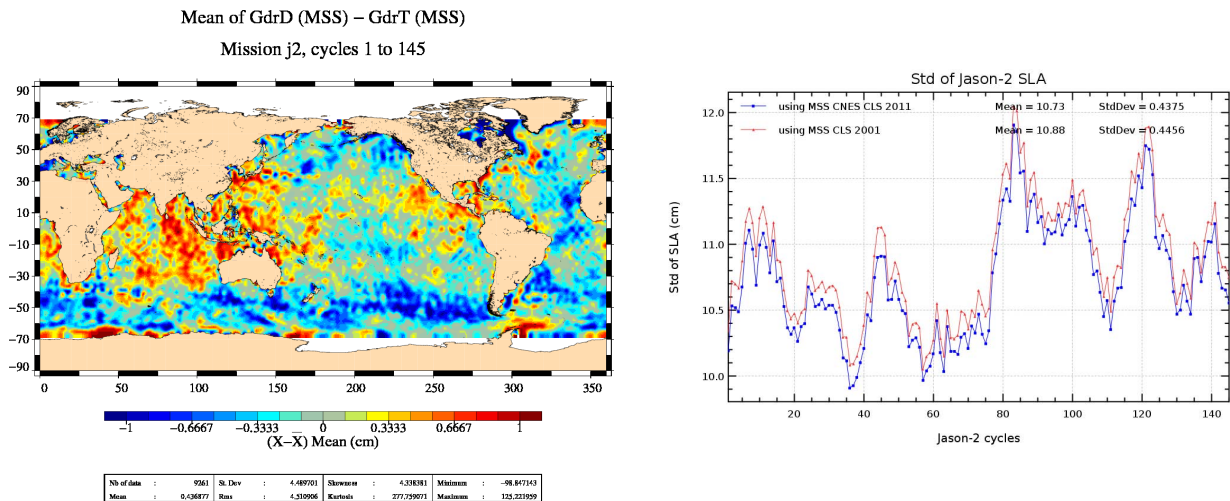 Mean of GdrD (MSS) – GdrT (MSS)
Mission j2, cycles 1 to 145
90
70
50
30
10
−10
−30
−50
−70
−90
0 50 100 150 200 250 300 350
−1 −0.6667 −0.3333 0 0.3333 0.6667 1
(X–X) Mean (cm)
Nb of data : 9261 St. Dev : 4.489701 Skewness : 4.338381 Minimum : −98.847143
Mean : 0.436877 Rms : 4.510906 Kurtosis : 277.759071 Maximum : 125.221959
Std of Jason-2 SLA
using MSS CNES CLS 2011 Mean = 10.73 StdDev = 0.4375
using MSS CLS 2001 Mean = 10.88 StdDev = 0.4456
12.0
11.5
11.0
10.5
10.0
Std of SLA (cm)
20 40 60 80 100 120 140
Jason-2 cycles